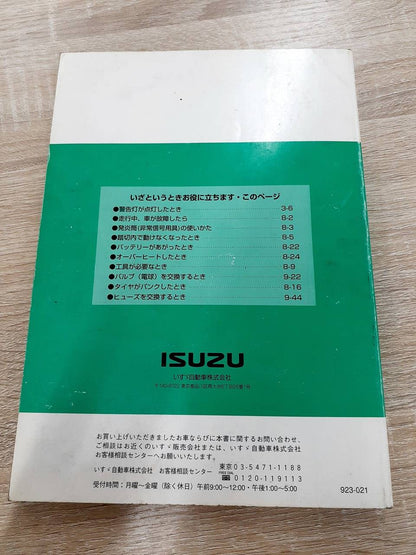 いざというときお役に立ちます・このページ
●警告灯が点灯したとき 3-6
●走行中、車が故障したら 8-2
●発炎筒(非常信号用具)の使いかた 8-3
●踏切内で動けなくなったとき 8-5
●バッテリーがあがったとき 8-22
●オーバーヒートしたとき 8-24
●工具が必要なとき 8-9
●バルブ（電球）を交換するとき 9-22
●タイヤがパンクしたとき 8-16
●ヒューズを交換するとき 9-44
ISUZU
いすゞ自動車株式会社
お買い上げいただきましたお車ならびに本書に関するお問い合わせ、
ご相談はお近くのいすゞ販売会社または、いすゞ自動車株式会社
お客様相談センターへお願いいたします。
いすゞ自動車株式会社 お客様相談センター 東京03-5471-1188
FREE DIAL 0120-119113
受付時間：月曜〜金曜（除く休日）午前9:00〜12:00・午後1:00〜5:00
923-021